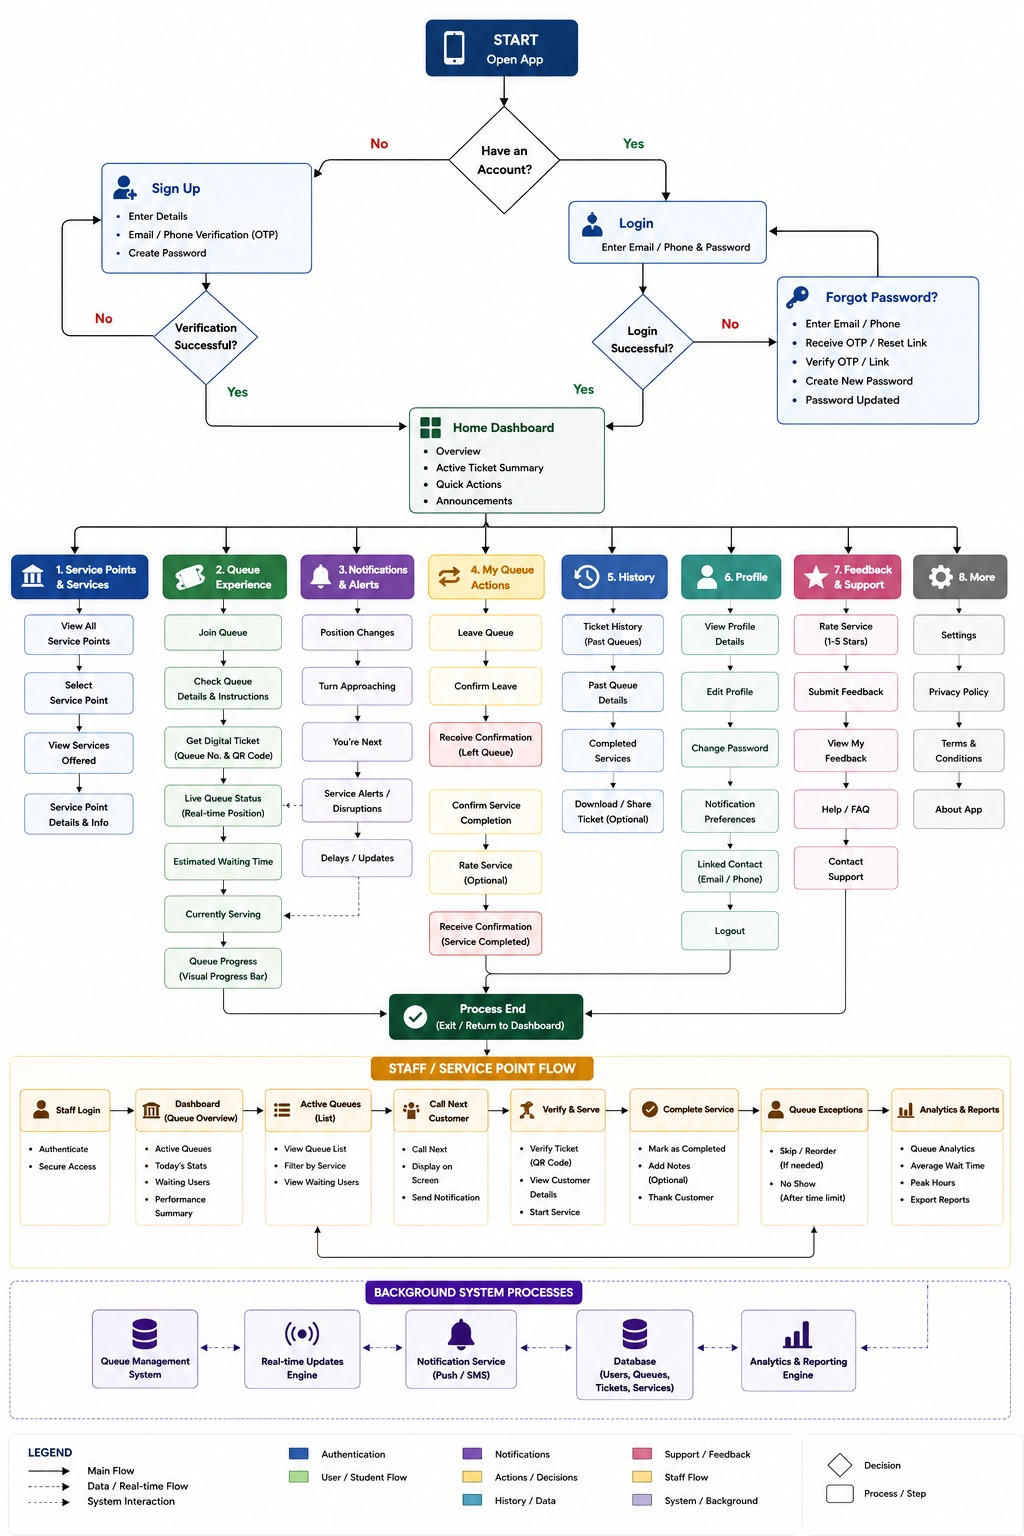 START
Open App
Have an
Account?
No
Yes
Sign Up
• Enter Details
• Email / Phone Verification (OTP)
• Create Password
Login
Enter Email / Phone & Password
Verification
Successful?
No
Yes
Login
Successful?
No
Yes
Forgot Password?
• Enter Email / Phone
• Receive OTP / Reset Link
• Verify OTP / Link
• Create New Password
• Password Updated
Home Dashboard
• Overview
• Active Ticket Summary
• Quick Actions
• Announcements
1. Service Points
& Services
View All
Service Points
Select
Service Point
View Services
Offered
Service Point
Details & Info
2. Queue
Experience
Join Queue
Check Queue
Details & Instructions
Get Digital Ticket
(Queue No. & QR Code)
Live Queue Status
(Real-time Position)
Estimated Waiting Time
Currently Serving
Queue Progress
(Visual Progress Bar)
3. Notifications
& Alerts
Position Changes
Turn Approaching
You're Next
Service Alerts /
Disruptions
Delays / Updates
4. My Queue
Actions
Leave Queue
Confirm Leave
Receive Confirmation
(Left Queue)
Confirm Service
Completion
Rate Service
(Optional)
Receive Confirmation
(Service Completed)
5. History
Ticket History
(Past Queues)
Past Queue
Details
Completed
Services
Download / Share
Ticket (Optional)
6. Profile
View Profile
Details
Edit Profile
Change Password
Notification
Preferences
Linked Contact
(Email / Phone)
Logout
7. Feedback
& Support
Rate Service
(1-5 Stars)
Submit Feedback
View My
Feedback
Help / FAQ
Contact
Support
8. More
Settings
Privacy Policy
Terms &
Conditions
About App
Process End
(Exit / Return to Dashboard)
STAFF / SERVICE POINT FLOW
Staff Login
• Authenticate
• Secure Access
Dashboard
(Queue Overview)
• Active Queues
• Today's Stats
• Waiting Users
• Performance
Summary
Active Queues
(List)
• View Queue List
• Filter by Service
• View Waiting Users
Call Next
Customer
• Call Next
• Display on
Screen
• Send Notification
Verify & Serve
• Verify Ticket
(QR Code)
• View Customer
Details
• Start Service
Complete Service
• Mark as Completed
• Add Notes
(Optional)
• Thank Customer
Queue Exceptions
• Skip / Reorder
(If needed)
• No Show
(After time limit)
Analytics & Reports
• Queue Analytics
• Average Wait Time
• Peak Hours
• Export Reports
BACKGROUND SYSTEM PROCESSES
Queue Management
System
Real-time Updates
Engine
Notification Service
(Push / SMS)
Database
(Users, Queues,
Tickets, Services)
Analytics & Reporting
Engine
LEGEND
Main Flow
Data / Real-time Flow
System Interaction
Authentication
User / Student Flow
Notifications
Actions / Decisions
History / Data
Support / Feedback
Staff Flow
System / Background
Decision
Process / Step